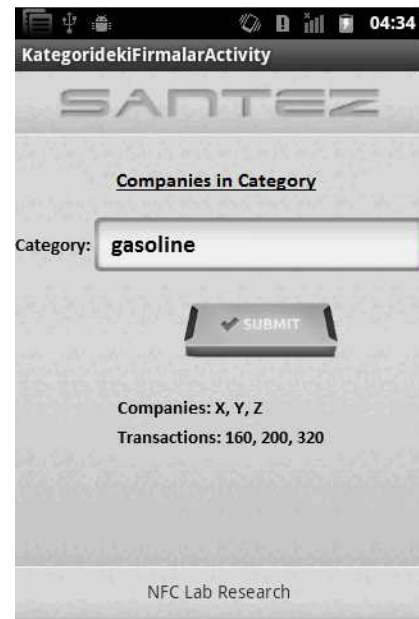 04:34
KategoridekiFirmalarActivity
SANTEZ
Companies in Category
Category: gasoline
SUBMIT
Companies: X, Y, Z
Transactions: 160, 200, 320
NFC Lab Research